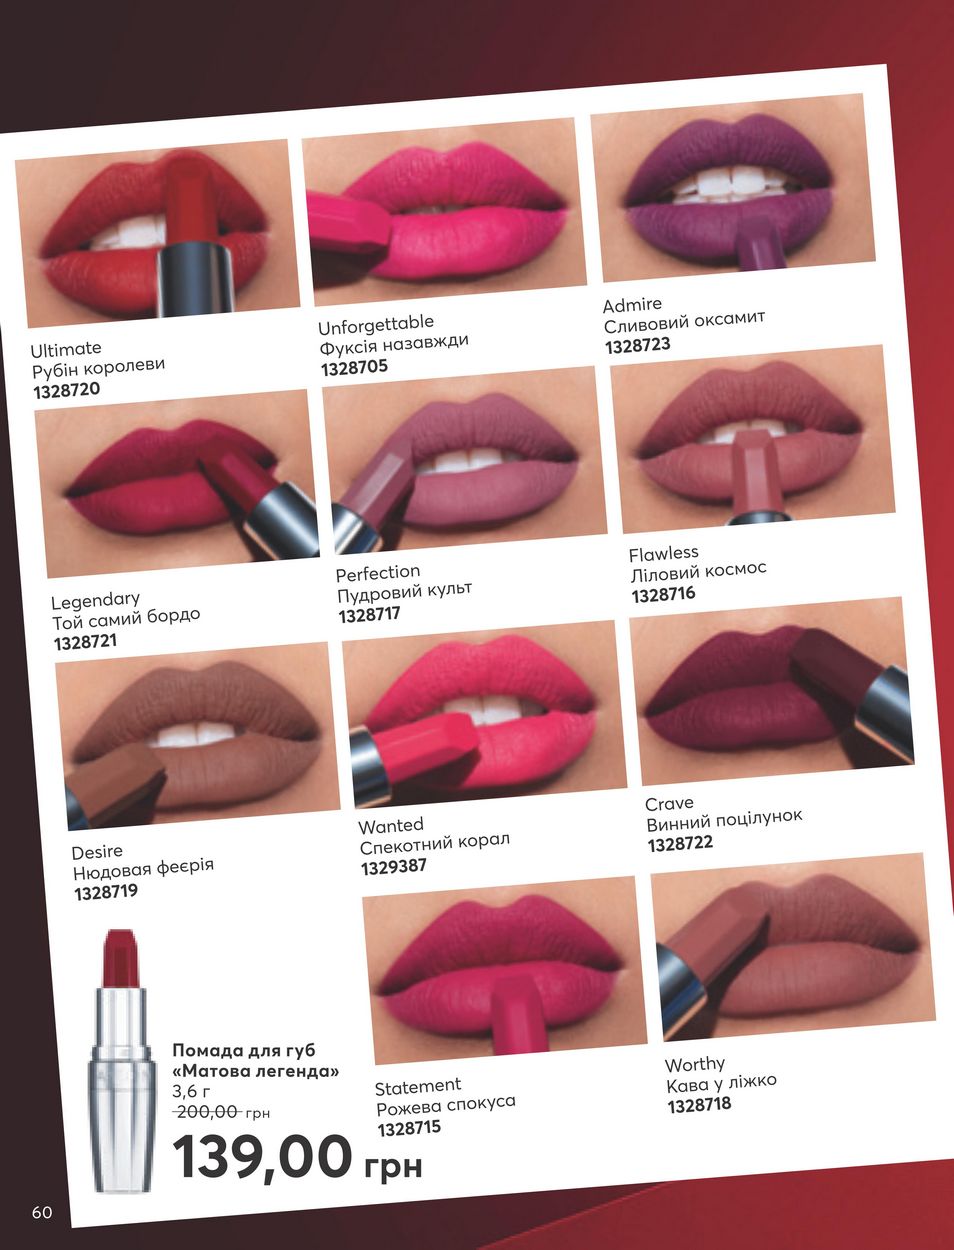 Ultimate
Рубін королеви
1328720
Unforgettable
Фуксія назавжди
1328705
Admire
Сливовий оксамит
1328723
Legendary
Той самий бордо
1328721
Perfection
Пудровий культ
1328717
Flawless
Ліловий космос
1328716
Desire
Нюдовая феєрія
1328719
Wanted
Спекотний корал
1329387
Crave
Винний поцілунок
1328722
Помада для губ
«Матова легенда»
3,6 г
200,00 грн
139,00 грн
Statement
Рожева спокуса
1328715
Worthy
Кава у ліжко
1328718
60